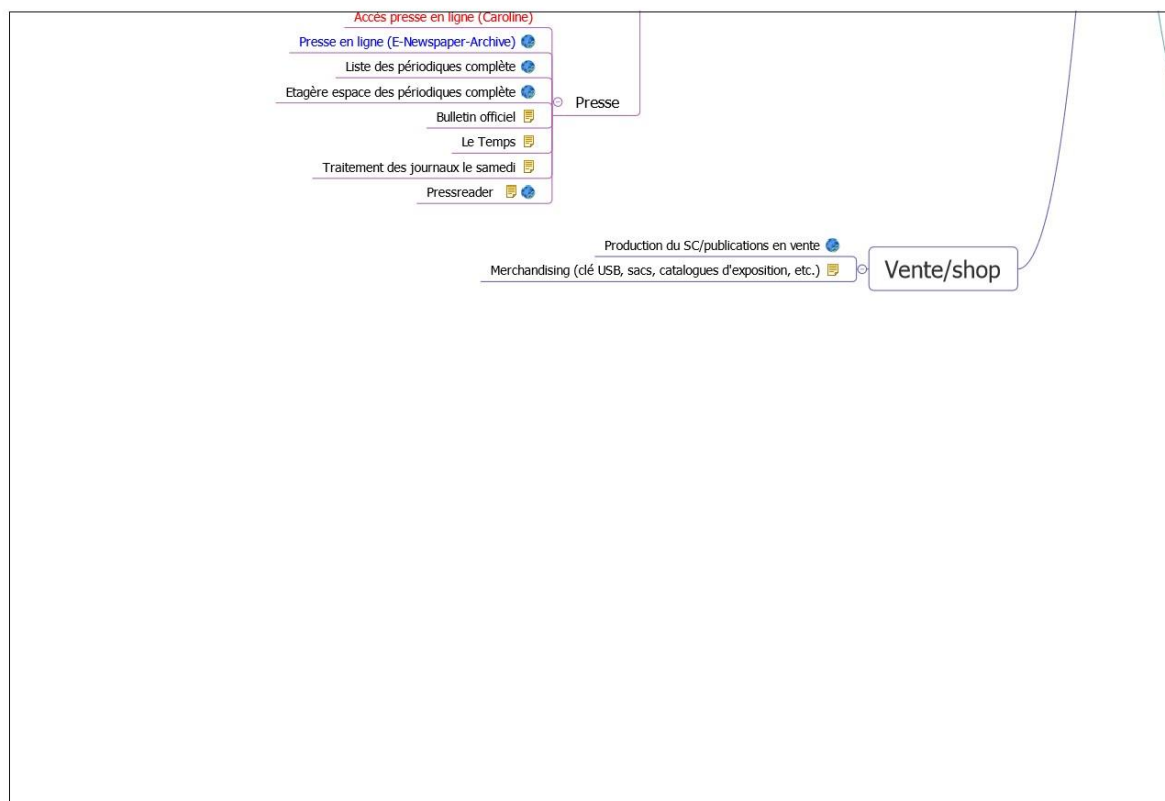 Accès presse en ligne (Caroline)
Presse en ligne (E-Newspaper-Archive)
Liste des périodiques complète
Etagère espace des périodiques complète
Presse
Bulletin officiel
Le Temps
Traitement des journaux le samedi
Pressreader
Production du SC/publications en vente
Merchandising (clé USB, sacs, catalogues d'exposition, etc.)
Vente/shop